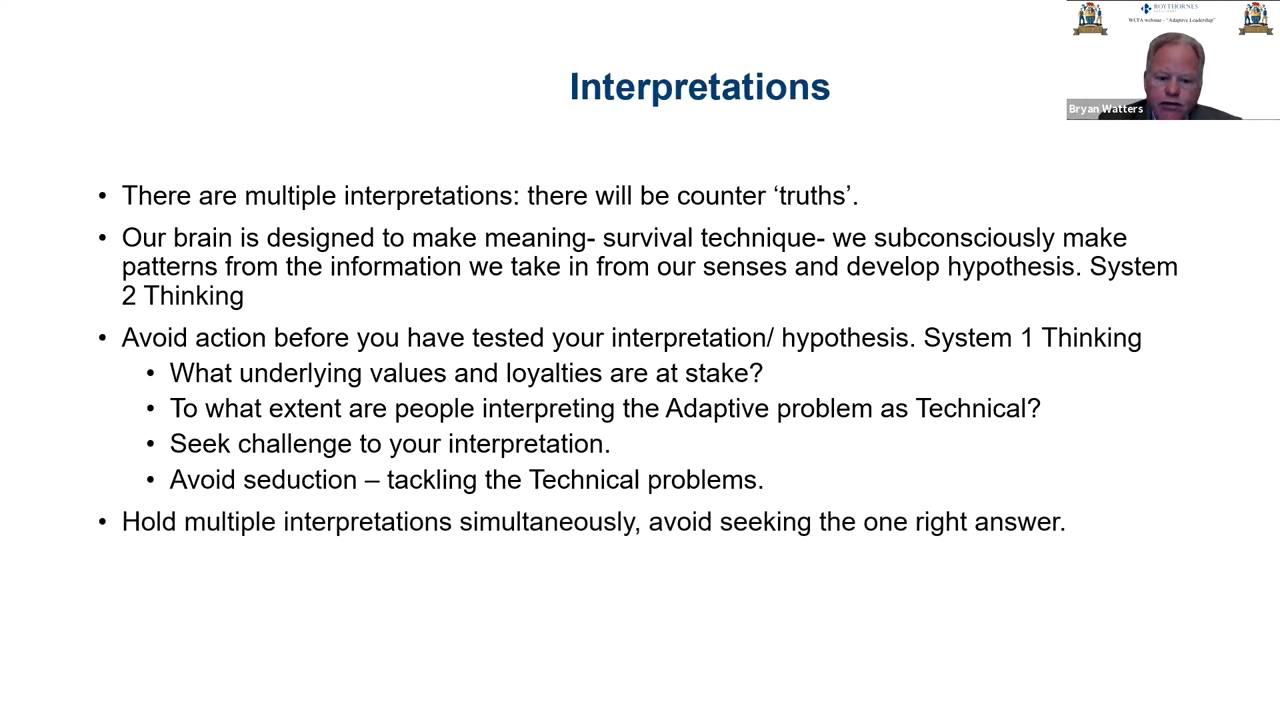 ROYTHORNES
WCFA webinar - "Adaptive Leadership"
Bryan Watters
Interpretations
• There are multiple interpretations: there will be counter ‘truths’.
• Our brain is designed to make meaning- survival technique- we subconsciously make
patterns from the information we take in from our senses and develop hypothesis. System
2 Thinking
• Avoid action before you have tested your interpretation/ hypothesis. System 1 Thinking
• What underlying values and loyalties are at stake?
• To what extent are people interpreting the Adaptive problem as Technical?
• Seek challenge to your interpretation.
• Avoid seduction – tackling the Technical problems.
• Hold multiple interpretations simultaneously, avoid seeking the one right answer.